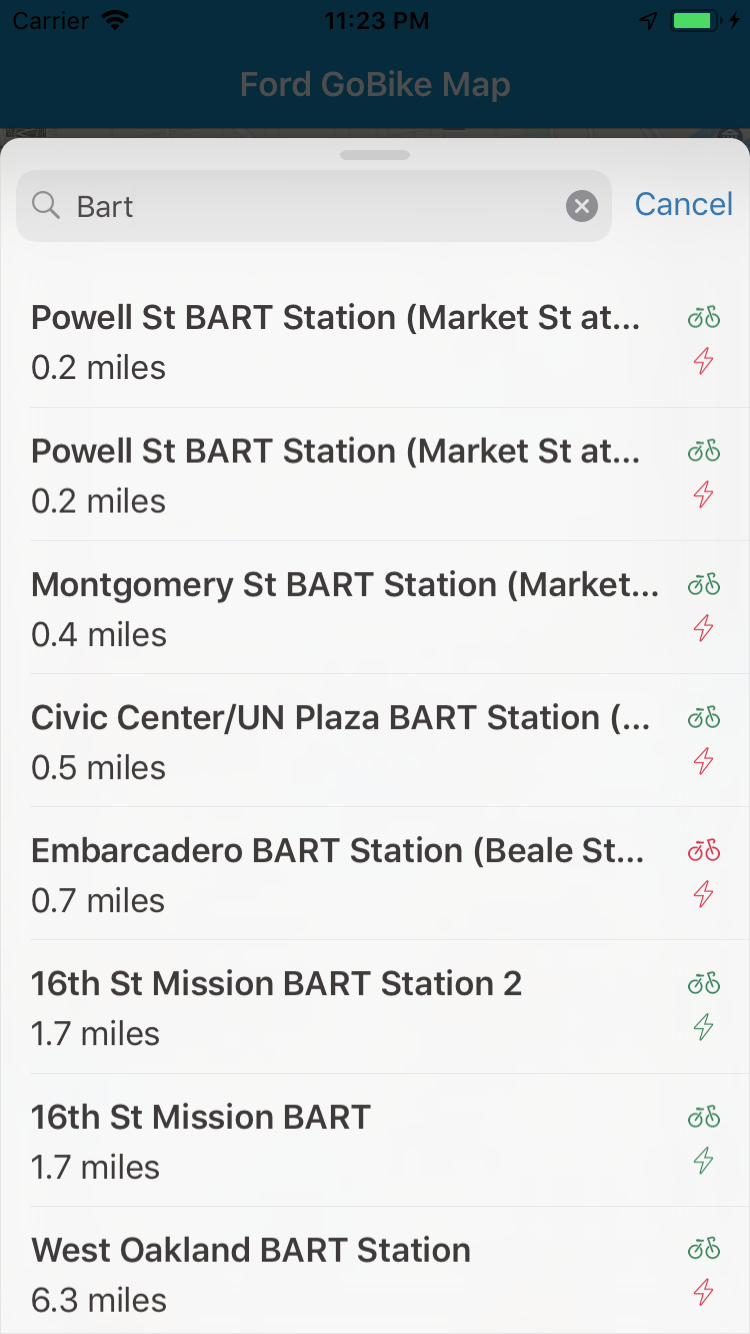 Carrier 11:23 PM
Ford GoBike Map
Bart Cancel
Powell St BART Station (Market St at...
0.2 miles
Powell St BART Station (Market St at...
0.2 miles
Montgomery St BART Station (Market...
0.4 miles
Civic Center/UN Plaza BART Station (...
0.5 miles
Embarcadero BART Station (Beale St...
0.7 miles
16th St Mission BART Station 2
1.7 miles
16th St Mission BART
1.7 miles
West Oakland BART Station
6.3 miles